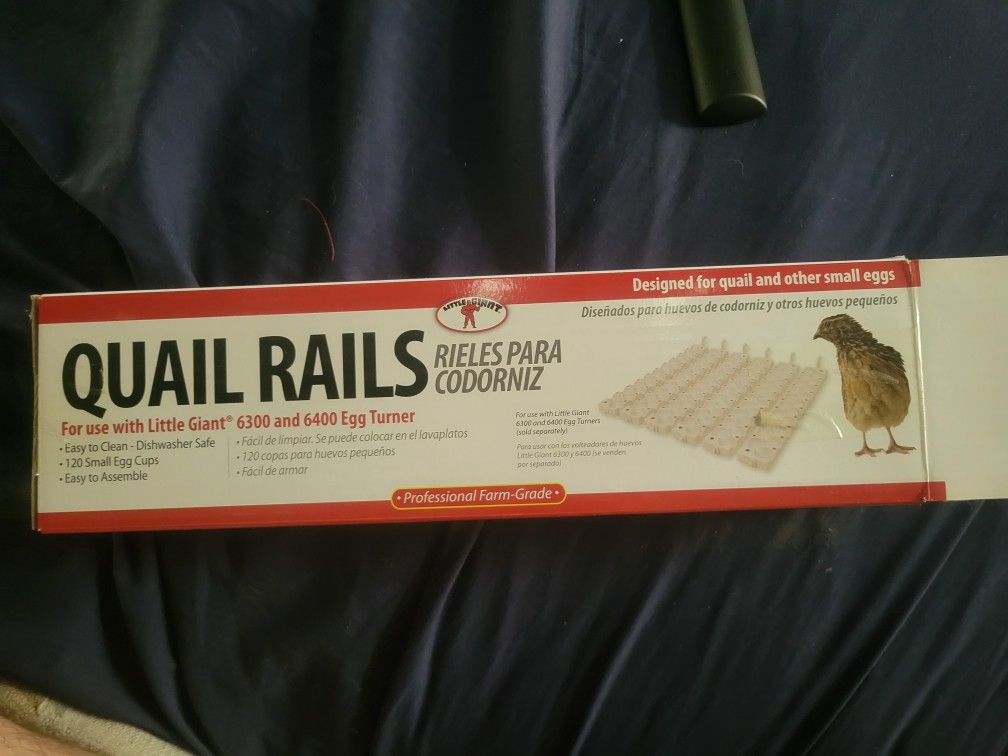 Designed for quail and other small eggs
Diseñados para huevos de codorniz y otros huevos pequeños
LITTLE GIANT
QUAIL RAILS
RIELES PARA
CODORNIZ
For use with Little Giant® 6300 and 6400 Egg Turner
• Easy to Clean - Dishwasher Safe
• 120 Small Egg Cups
• Easy to Assemble
• Fácil de limpiar. Se puede colocar en el lavaplatos
• 120 copas para huevos pequeños
• Fácil de armar
For use with Little Giant
6300 and 6400 Egg Turners
(sold separately)
Para usar con los volteadores de huevos
Little Giant 6300 y 6400 (se venden
por separado)
• Professional Farm-Grade •